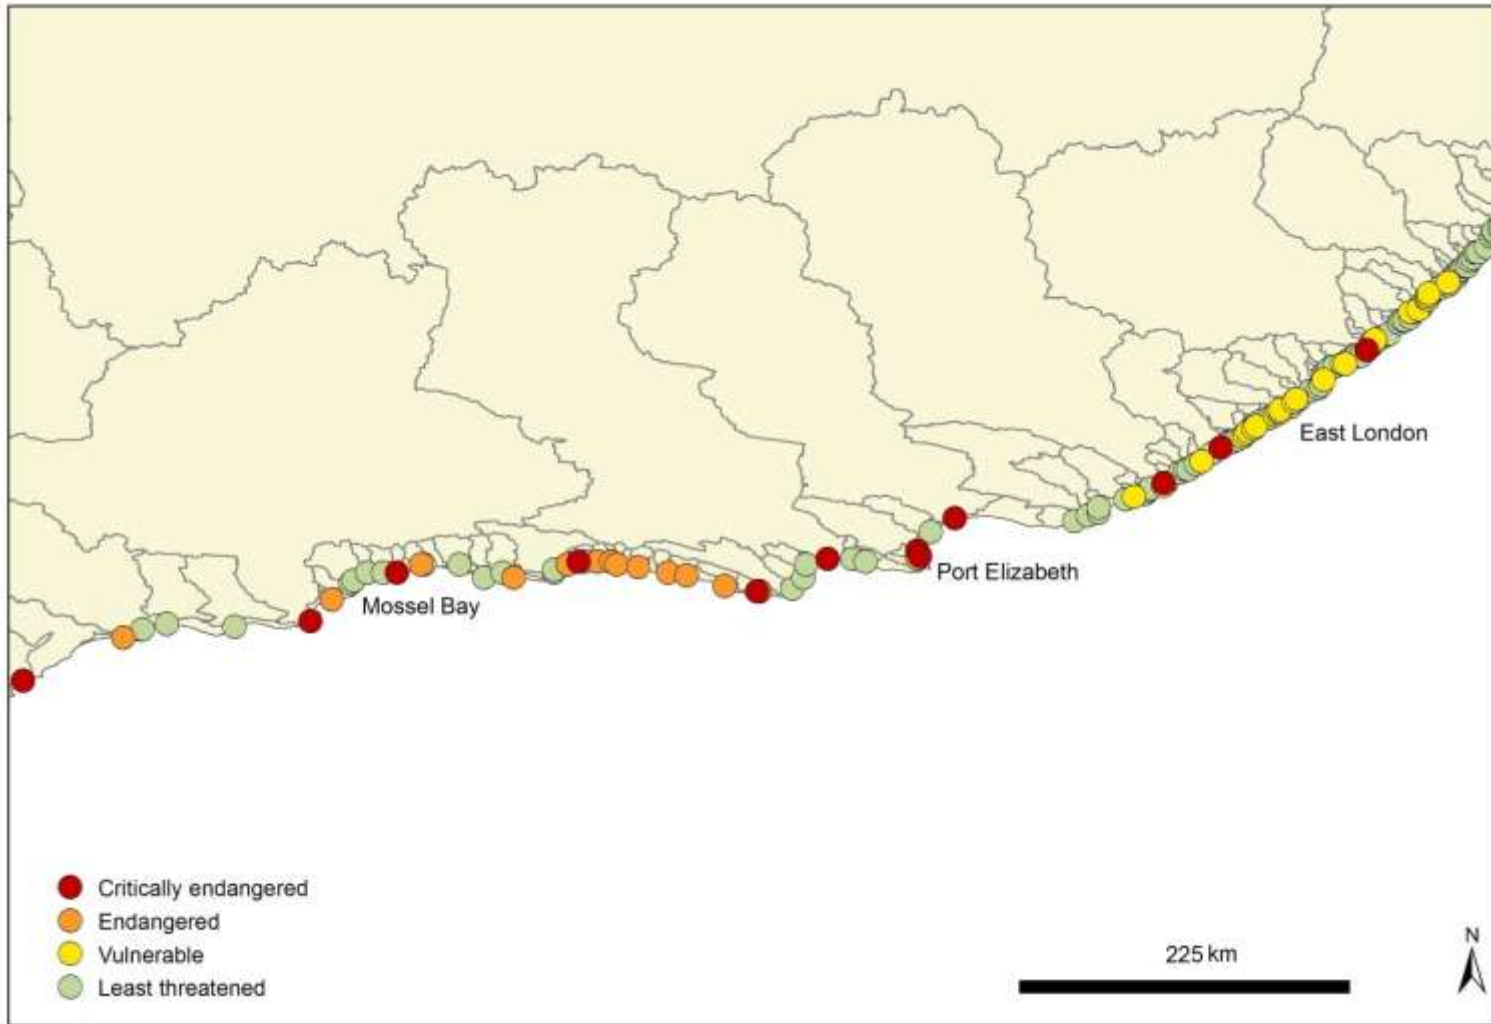 East London
Port Elizabeth
Mossel Bay
Critically endangered
Endangered
Vulnerable
Least threatened
225 km
N